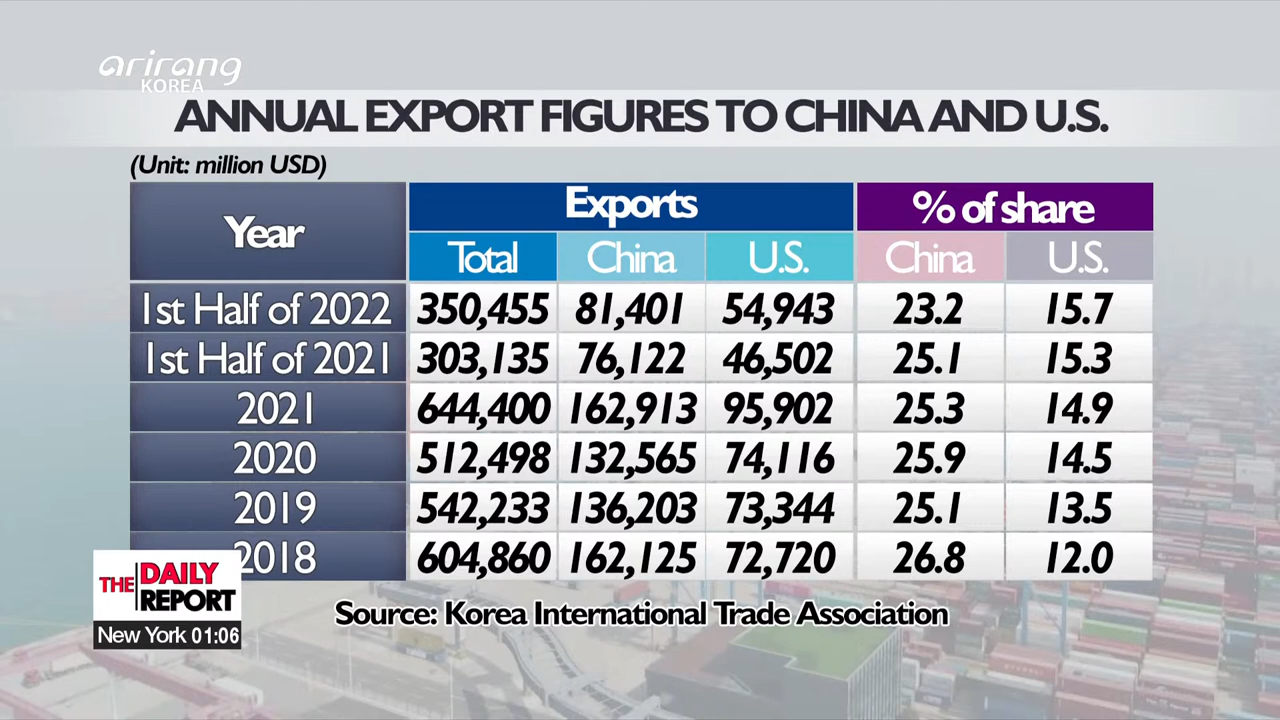 arirang
KOREA
ANNUAL EXPORT FIGURES TO CHINA AND U.S.
(Unit: million USD)
Year Exports % of share
Total China U.S. China U.S.
1st Half of 2022 350,455 81,401 54,943 23.2 15.7
1st Half of 2021 303,135 76,122 46,502 25.1 15.3
2021 644,400 162,913 95,902 25.3 14.9
2020 512,498 132,565 74,116 25.9 14.5
2019 542,233 136,203 73,344 25.1 13.5
2018 604,860 162,125 72,720 26.8 12.0
THE DAILY
REPORT
New York 01:06
Source: Korea International Trade Association